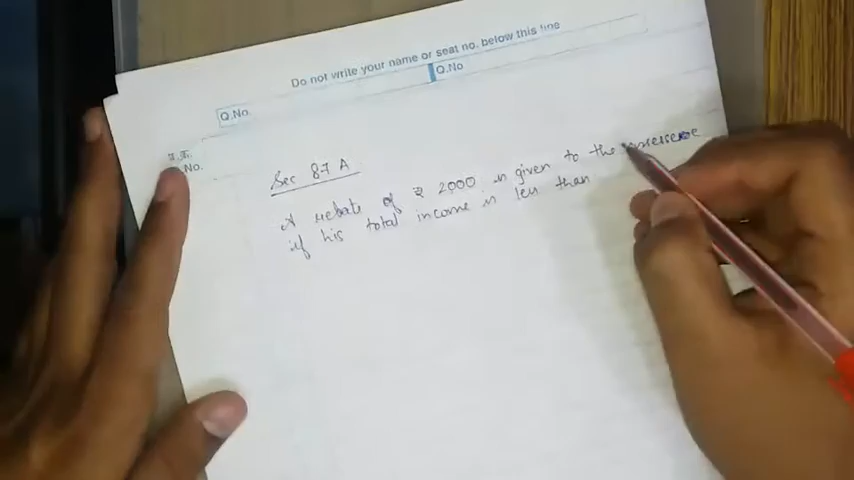 Do not write your name or seat no. below this line
Q.No.
Q.No
प्र.क्र.
No.
Sec 87 A
A rebate of ₹ 2000 is given to the assessee
if his total income is less than